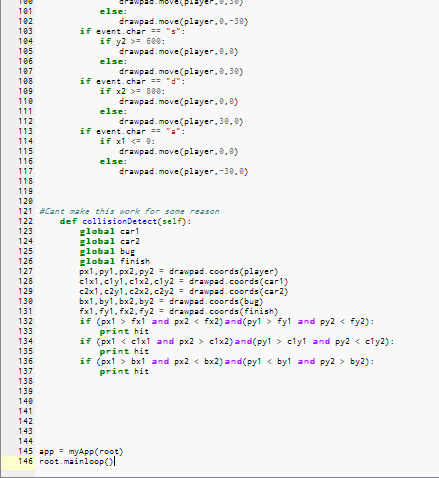 100 drawpad.move(player,0,30)
101 else:
102 drawpad.move(player,0,-30)
103 if event.char == "s":
104 if y2 >= 600:
105 drawpad.move(player,0,0)
106 else:
107 drawpad.move(player,0,30)
108 if event.char == "d":
109 if x2 >= 800:
110 drawpad.move(player,0,0)
111 else:
112 drawpad.move(player,30,0)
113 if event.char == "a":
114 if x1 <= 0:
115 drawpad.move(player,0,0)
116 else:
117 drawpad.move(player,-30,0)
118
119
120
121 #Cant make this work for some reason
122 def collisionDetect(self):
123 global car1
124 global car2
125 global bug
126 global finish
127 px1,py1,px2,py2 = drawpad.coords(player)
128 c1x1,c1y1,c1x2,c1y2 = drawpad.coords(car1)
129 c2x1,c2y1,c2x2,c2y2 = drawpad.coords(car2)
130 bx1,by1,bx2,by2 = drawpad.coords(bug)
131 fx1,fy1,fx2,fy2 = drawpad.coords(finish)
132 if (px1 > fx1 and px2 < fx2)and(py1 > fy1 and py2 < fy2):
133 print hit
134 if (px1 < c1x1 and px2 > c1x2)and(py1 > c1y1 and py2 < c1y2):
135 print hit
136 if (px1 > bx1 and px2 < bx2)and(py1 < by1 and py2 > by2):
137 print hit
138
139
140
141
142
143
144
145 app = myApp(root)
146 root.mainloop()